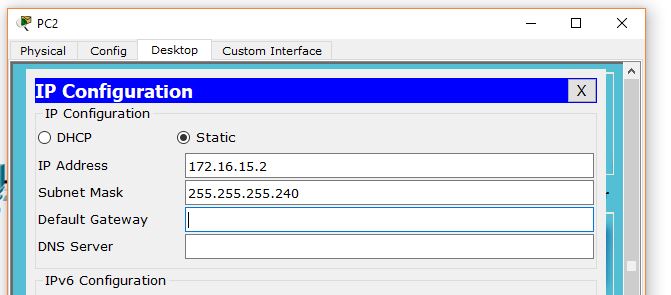 PC2
Physical Config Desktop Custom Interface
IP Configuration X
IP Configuration
DHCP Static
IP Address 172.16.15.2
Subnet Mask 255.255.255.240
Default Gateway
DNS Server
IPv6 Configuration